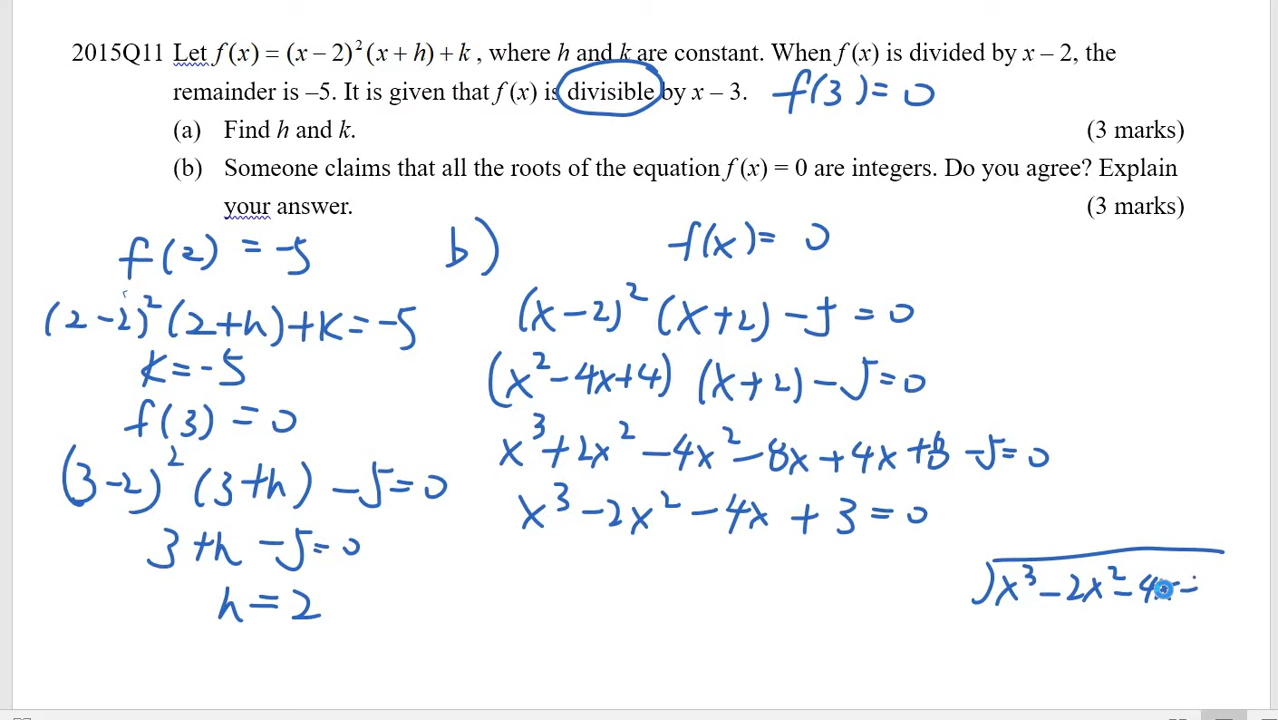 2015Q11 Let f(x) = (x – 2)²(x + h) + k , where h and k are constant. When f(x) is divided by x – 2, the
remainder is –5. It is given that f(x) is divisible by x – 3. f(3)=0
(a) Find h and k. (3 marks)
(b) Someone claims that all the roots of the equation f(x) = 0 are integers. Do you agree? Explain
your answer. (3 marks)
f(2) = -5
(2-2)²(2+h)+k=-5
k=-5
f(3) = 0
(3-2)²(3+h) -5=0
3+h -5=0
h=2
b) f(x)= 0
(x-2)²(x+2)-5=0
(x²-4x+4)(x+2)-5=0
x³+2x²-4x²-8x+4x+8-5=0
x³-2x²-4x+3=0
)x³-2x²-4